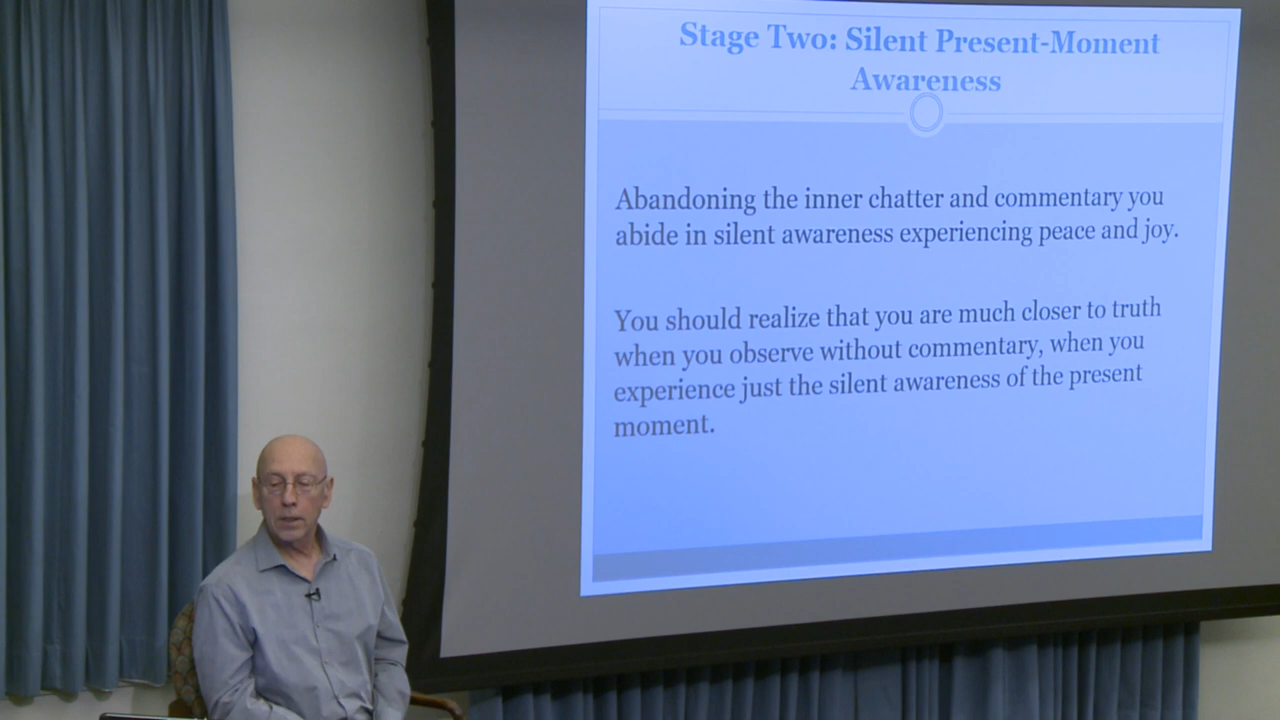 Stage Two: Silent Present-Moment
Awareness
Abandoning the inner chatter and commentary you
abide in silent awareness experiencing peace and joy.
You should realize that you are much closer to truth
when you observe without commentary, when you
experience just the silent awareness of the present
moment.